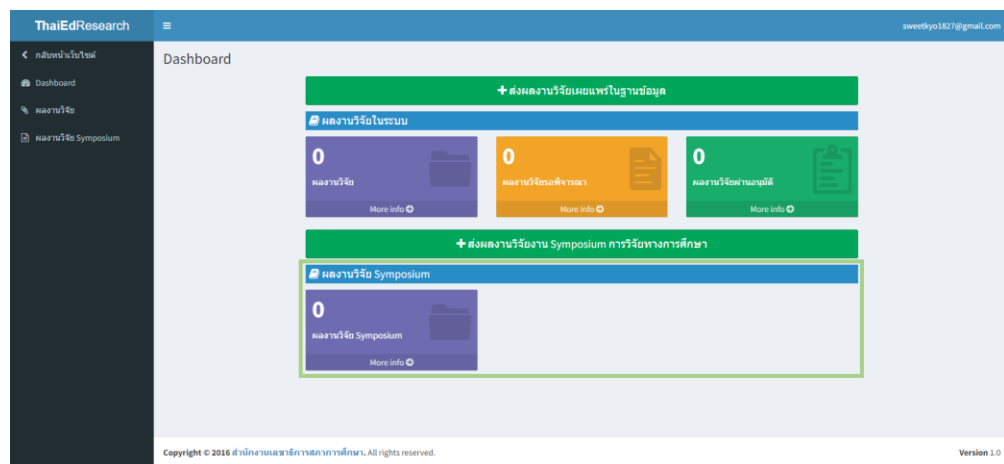 ThaiEdResearch
sweetkyo1827@gmail.com
กลับหน้าเว็บไซต์
Dashboard
ผลงานวิจัย
ผลงานวิจัย Symposium
Dashboard
ส่งผลงานวิจัยเผยแพร่ในฐานข้อมูล
ผลงานวิจัยในระบบ
0
ผลงานวิจัย
More info
0
ผลงานวิจัยรอพิจารณา
More info
0
ผลงานวิจัยผ่านอนุมัติ
More info
ส่งผลงานวิจัยงาน Symposium การวิจัยทางการศึกษา
ผลงานวิจัย Symposium
0
ผลงานวิจัย Symposium
More info
Copyright © 2016 สำนักงานเลขาธิการสภาการศึกษา. All rights reserved.
Version 1.0